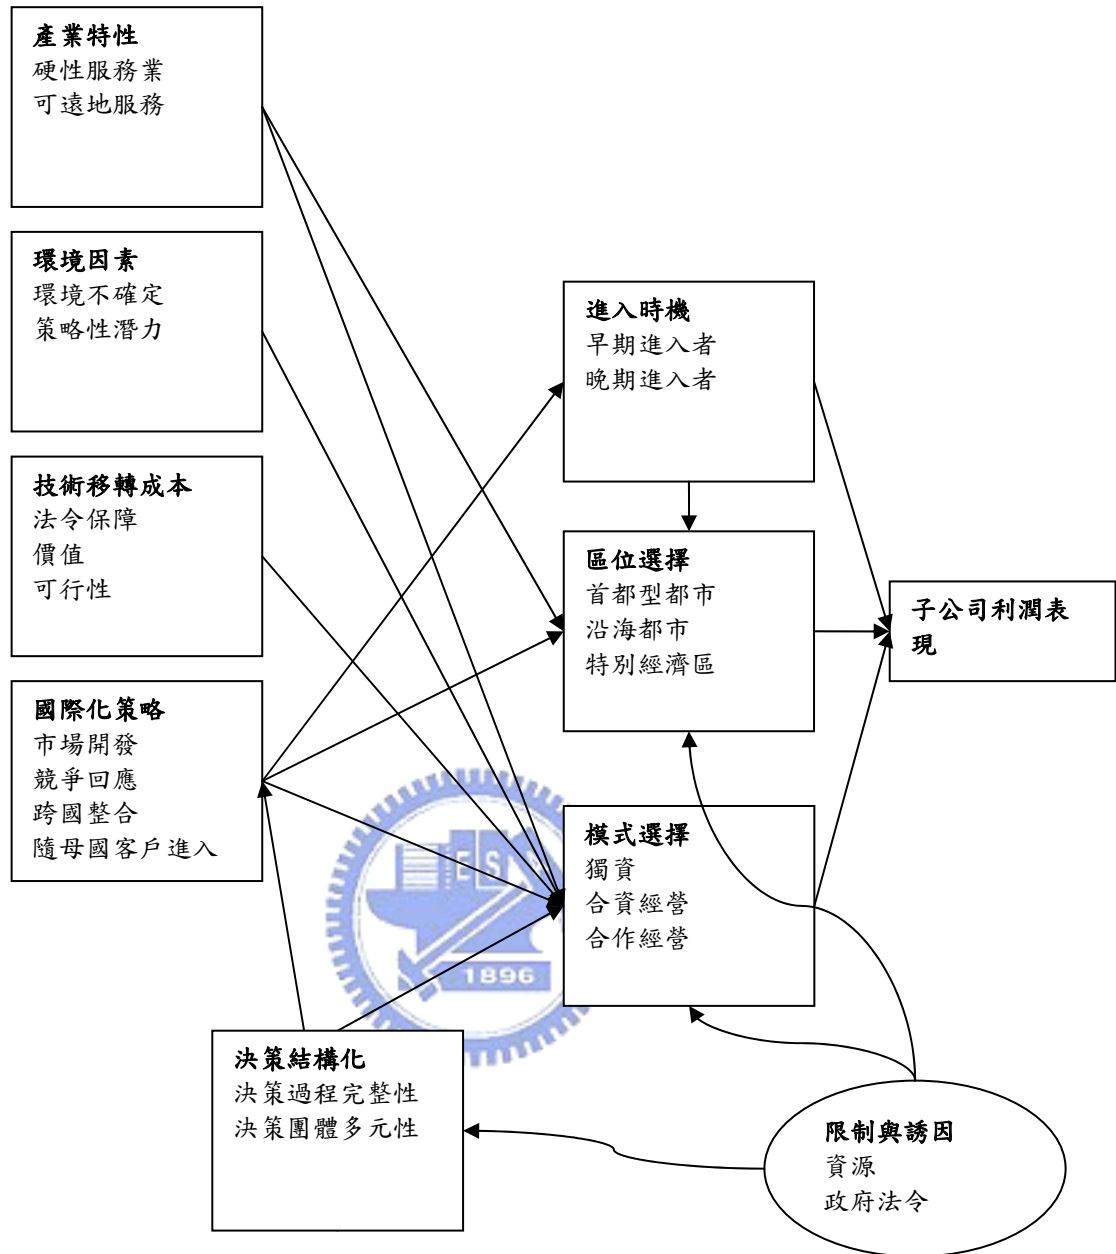 產業特性
硬性服務業
可遠地服務
環境因素
環境不確定
策略性潛力
技術移轉成本
法令保障
價值
可行性
國際化策略
市場開發
競爭回應
跨國整合
隨母國客戶進入
進入時機
早期進入者
晚期進入者
區位選擇
首都型都市
沿海都市
特別經濟區
模式選擇
獨資
合資經營
合作經營
子公司利潤表
現
決策結構化
決策過程完整性
決策團體多元性
限制與誘因
資源
政府法令
1896